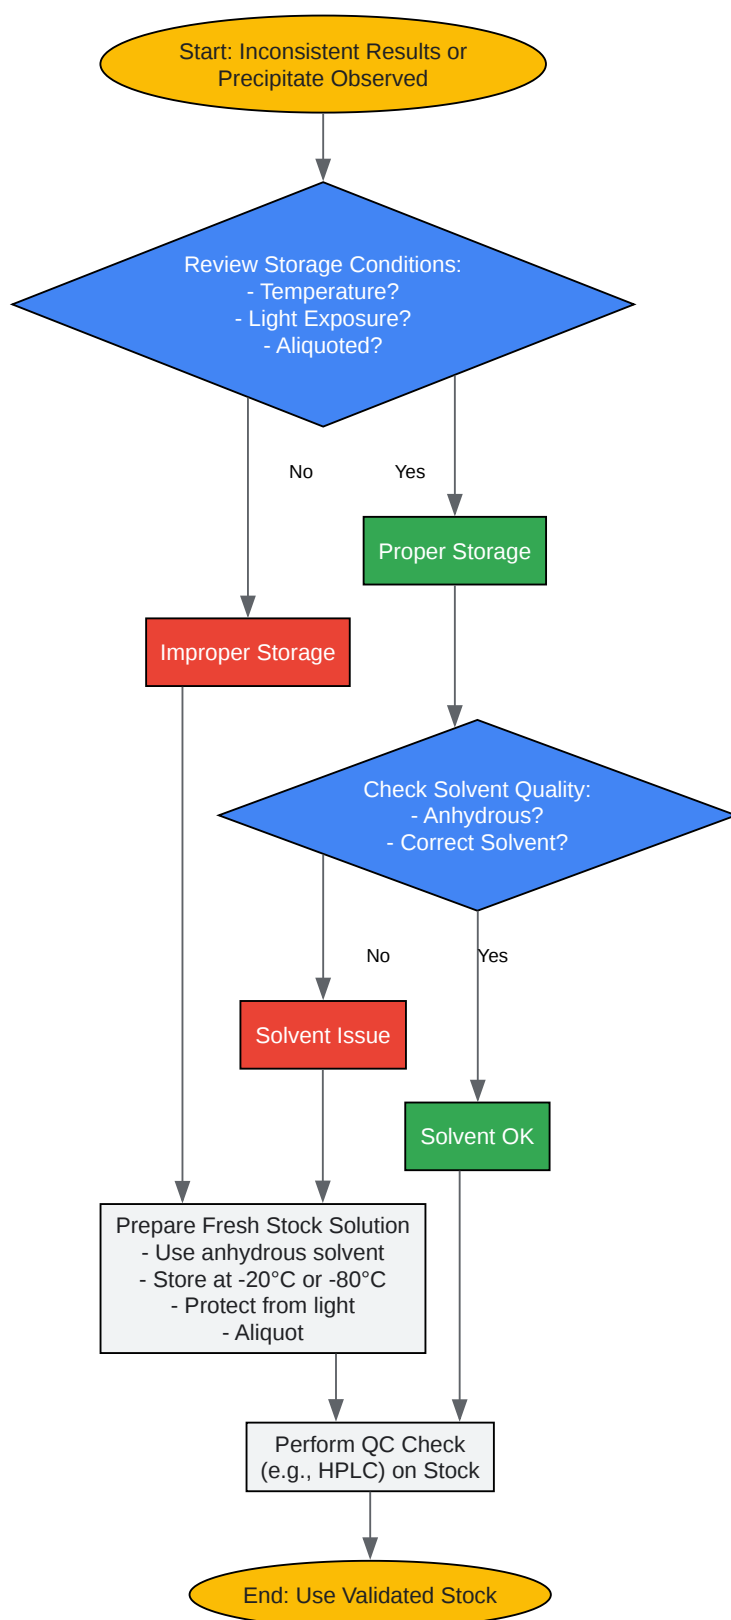 Start: Inconsistent Results or
Precipitate Observed
Review Storage Conditions:
- Temperature?
- Light Exposure?
- Aliquoted?
No
Yes
Proper Storage
Improper Storage
Check Solvent Quality:
- Anhydrous?
- Correct Solvent?
No
Yes
Solvent Issue
Solvent OK
Prepare Fresh Stock Solution
- Use anhydrous solvent
- Store at -20°C or -80°C
- Protect from light
- Aliquot
Perform QC Check
(e.g., HPLC) on Stock
End: Use Validated Stock